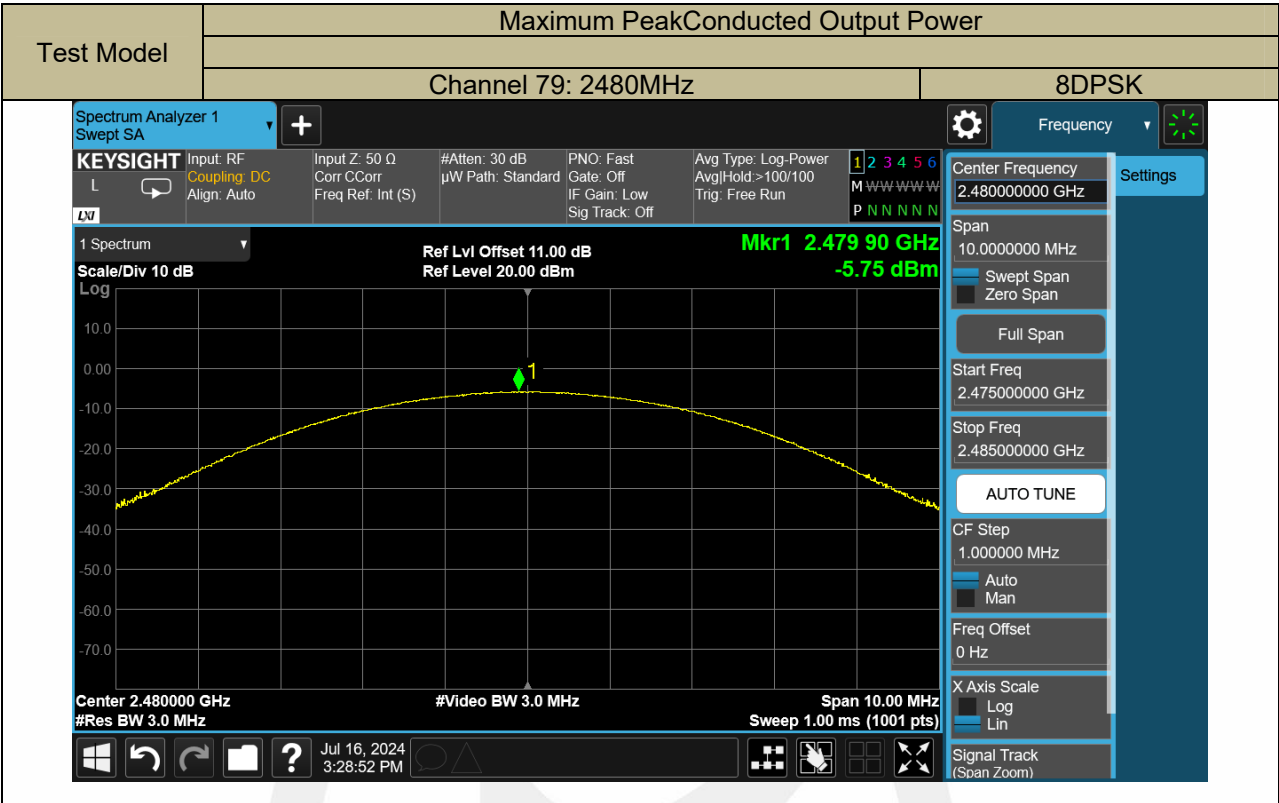 Test Model
Maximum PeakConducted Output Power
Channel 79: 2480MHz
8DPSK
Spectrum Analyzer 1
Swept SA
Frequency
KEYSIGHT
L
LXI
Input: RF
Coupling: DC
Align: Auto
Input Z: 50 Ω
Corr CCorr
Freq Ref: Int (S)
#Atten: 30 dB
µW Path: Standard
PNO: Fast
Gate: Off
IF Gain: Low
Sig Track: Off
Avg Type: Log-Power
Avg|Hold:>100/100
Trig: Free Run
1 2 3 4 5 6
M W W W W W
P N N N N N
1 Spectrum
Scale/Div 10 dB
Ref Lvl Offset 11.00 dB
Ref Level 20.00 dBm
Mkr1 2.479 90 GHz
-5.75 dBm
Log
10.0
0.00
-10.0
-20.0
-30.0
-40.0
-50.0
-60.0
-70.0
1
Center 2.480000 GHz
#Res BW 3.0 MHz
#Video BW 3.0 MHz
Span 10.00 MHz
Sweep 1.00 ms (1001 pts)
Center Frequency
2.480000000 GHz
Settings
Span
10.0000000 MHz
Swept Span
Zero Span
Full Span
Start Freq
2.475000000 GHz
Stop Freq
2.485000000 GHz
AUTO TUNE
CF Step
1.000000 MHz
Auto
Man
Freq Offset
0 Hz
X Axis Scale
Log
Lin
Signal Track
(Span Zoom)
?
Jul 16, 2024
3:28:52 PM